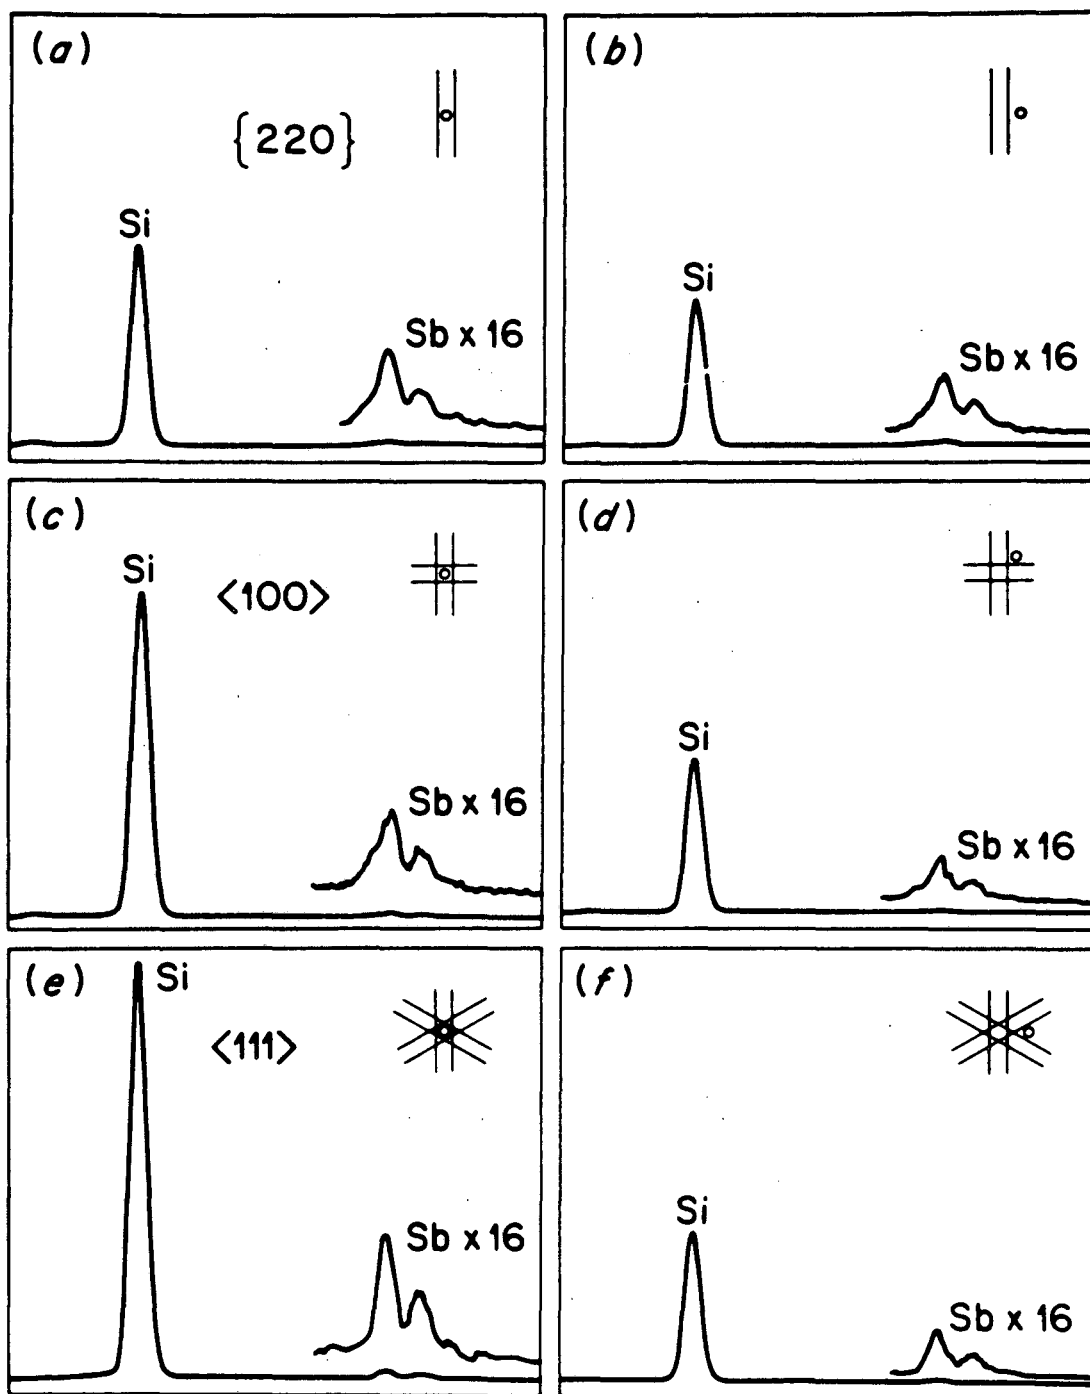 (a)
{220}
Si
Sb x 16
(b)
Si
Sb x 16
(c)
Si
<100>
Sb x 16
(d)
Si
Sb x 16
(e)
Si
<111>
Sb x 16
(f)
Si
Sb x 16